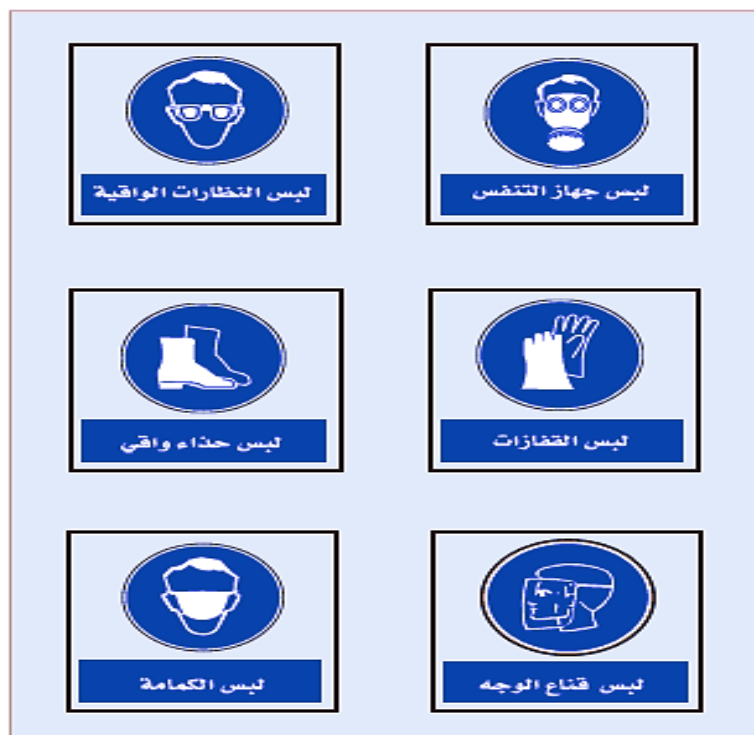 لبس جهاز التنفس
لبس النظارات الواقية
لبس القفازات
لبس حذاء واقي
لبس قناع الوجه
لبس الكمامة